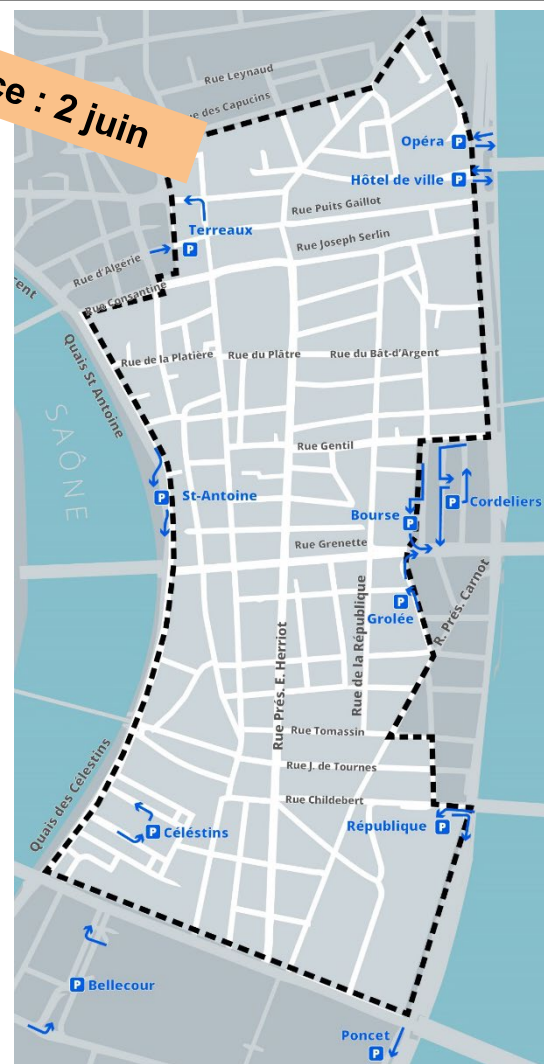 Rue Leynaud
ce : 2 juin
des Capucins
Opéra P
Hôtel de ville P
Rue Puits Gaillot
Terreaux
P
Rue Joseph Serlin
Rue d'Algérie
Rue Consantine
cent
Quais St Antoine
Rue de la Platière
Rue du Plâtre
Rue du Bât-d'Argent
SAÔNE
Rue Gentil
P St-Antoine
P Cordeliers
Bourse P
Rue Grenette
R. Prés. Carnot
P
Grolée
Rue de la République
Rue Prés. E. Herriot
Rue Tomassin
Rue J. de Tournes
Quais des Célestins
Rue Childebert
République P
P Céléstins
P Bellecour
Poncet
P